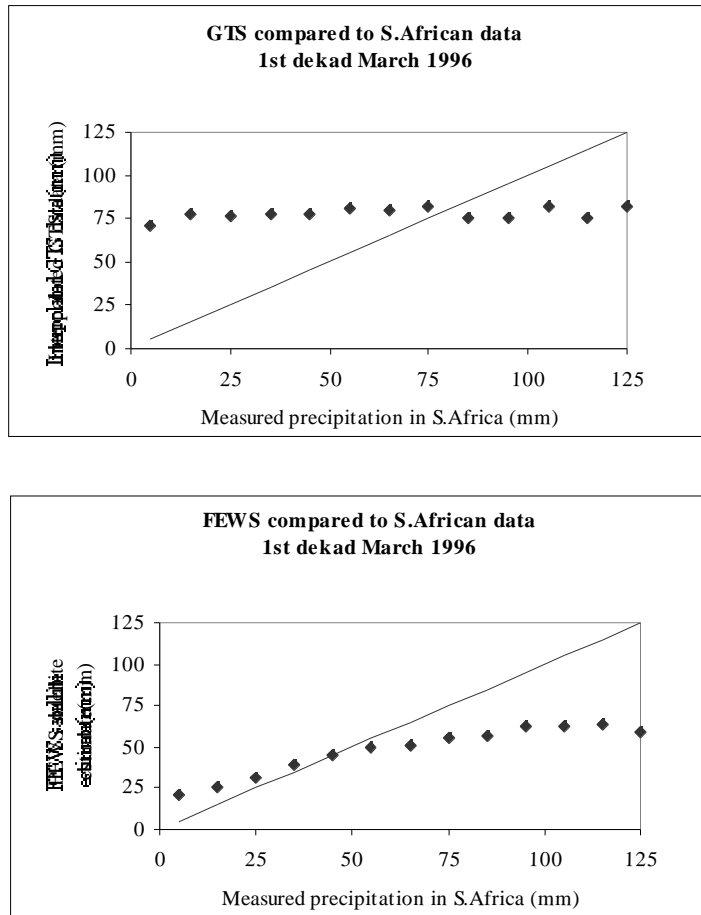 GTS compared to S.African data
1st dekad March 1996
125
100
75
50
25
0
0 25 50 75 100 125
Measured precipitation in S.Africa (mm)
FEWS compared to S.African data
1st dekad March 1996
125
100
75
50
25
0
0 25 50 75 100 125
Measured precipitation in S.Africa (mm)